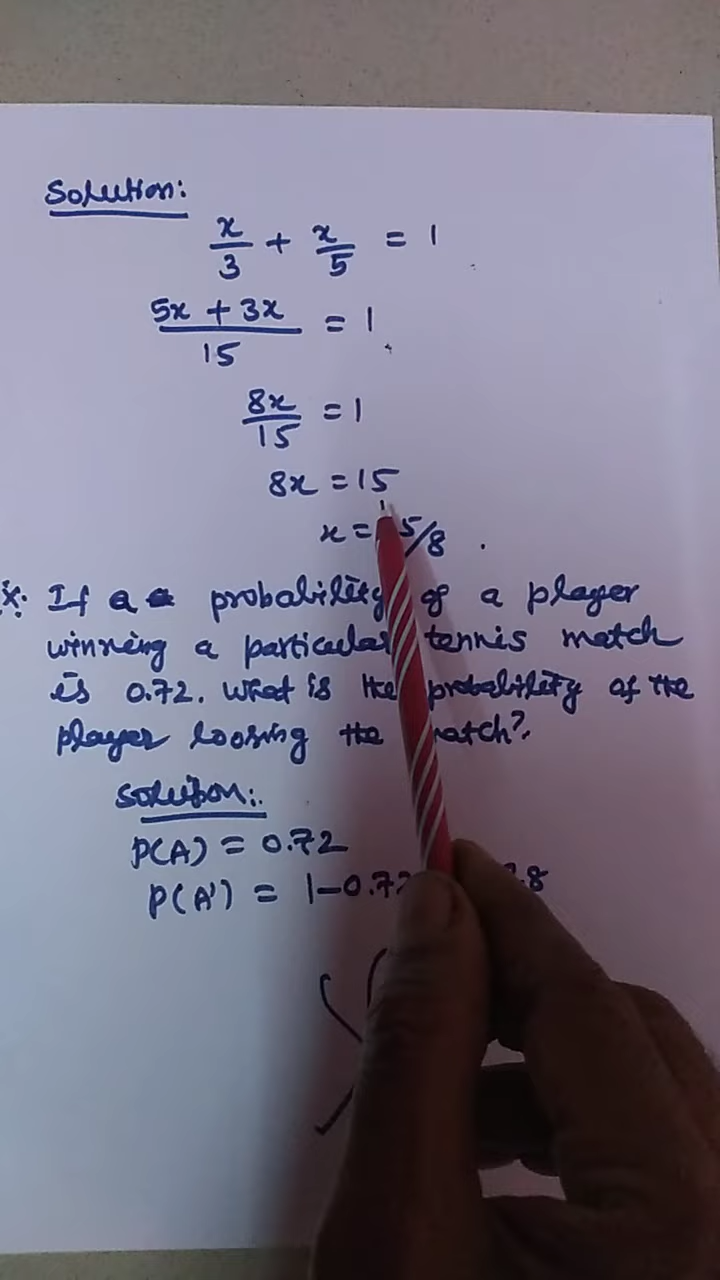 Solution:
x/3 + x/5 = 1
5x + 3x / 15 = 1
8x/15 = 1
8x = 15
x = 5/8 .
If a probability of a player
winning a particular tennis match
is 0.72. What is the probability of the
player loosing the match?
Solution:
P(A) = 0.72
P(A') = 1-0.72 8